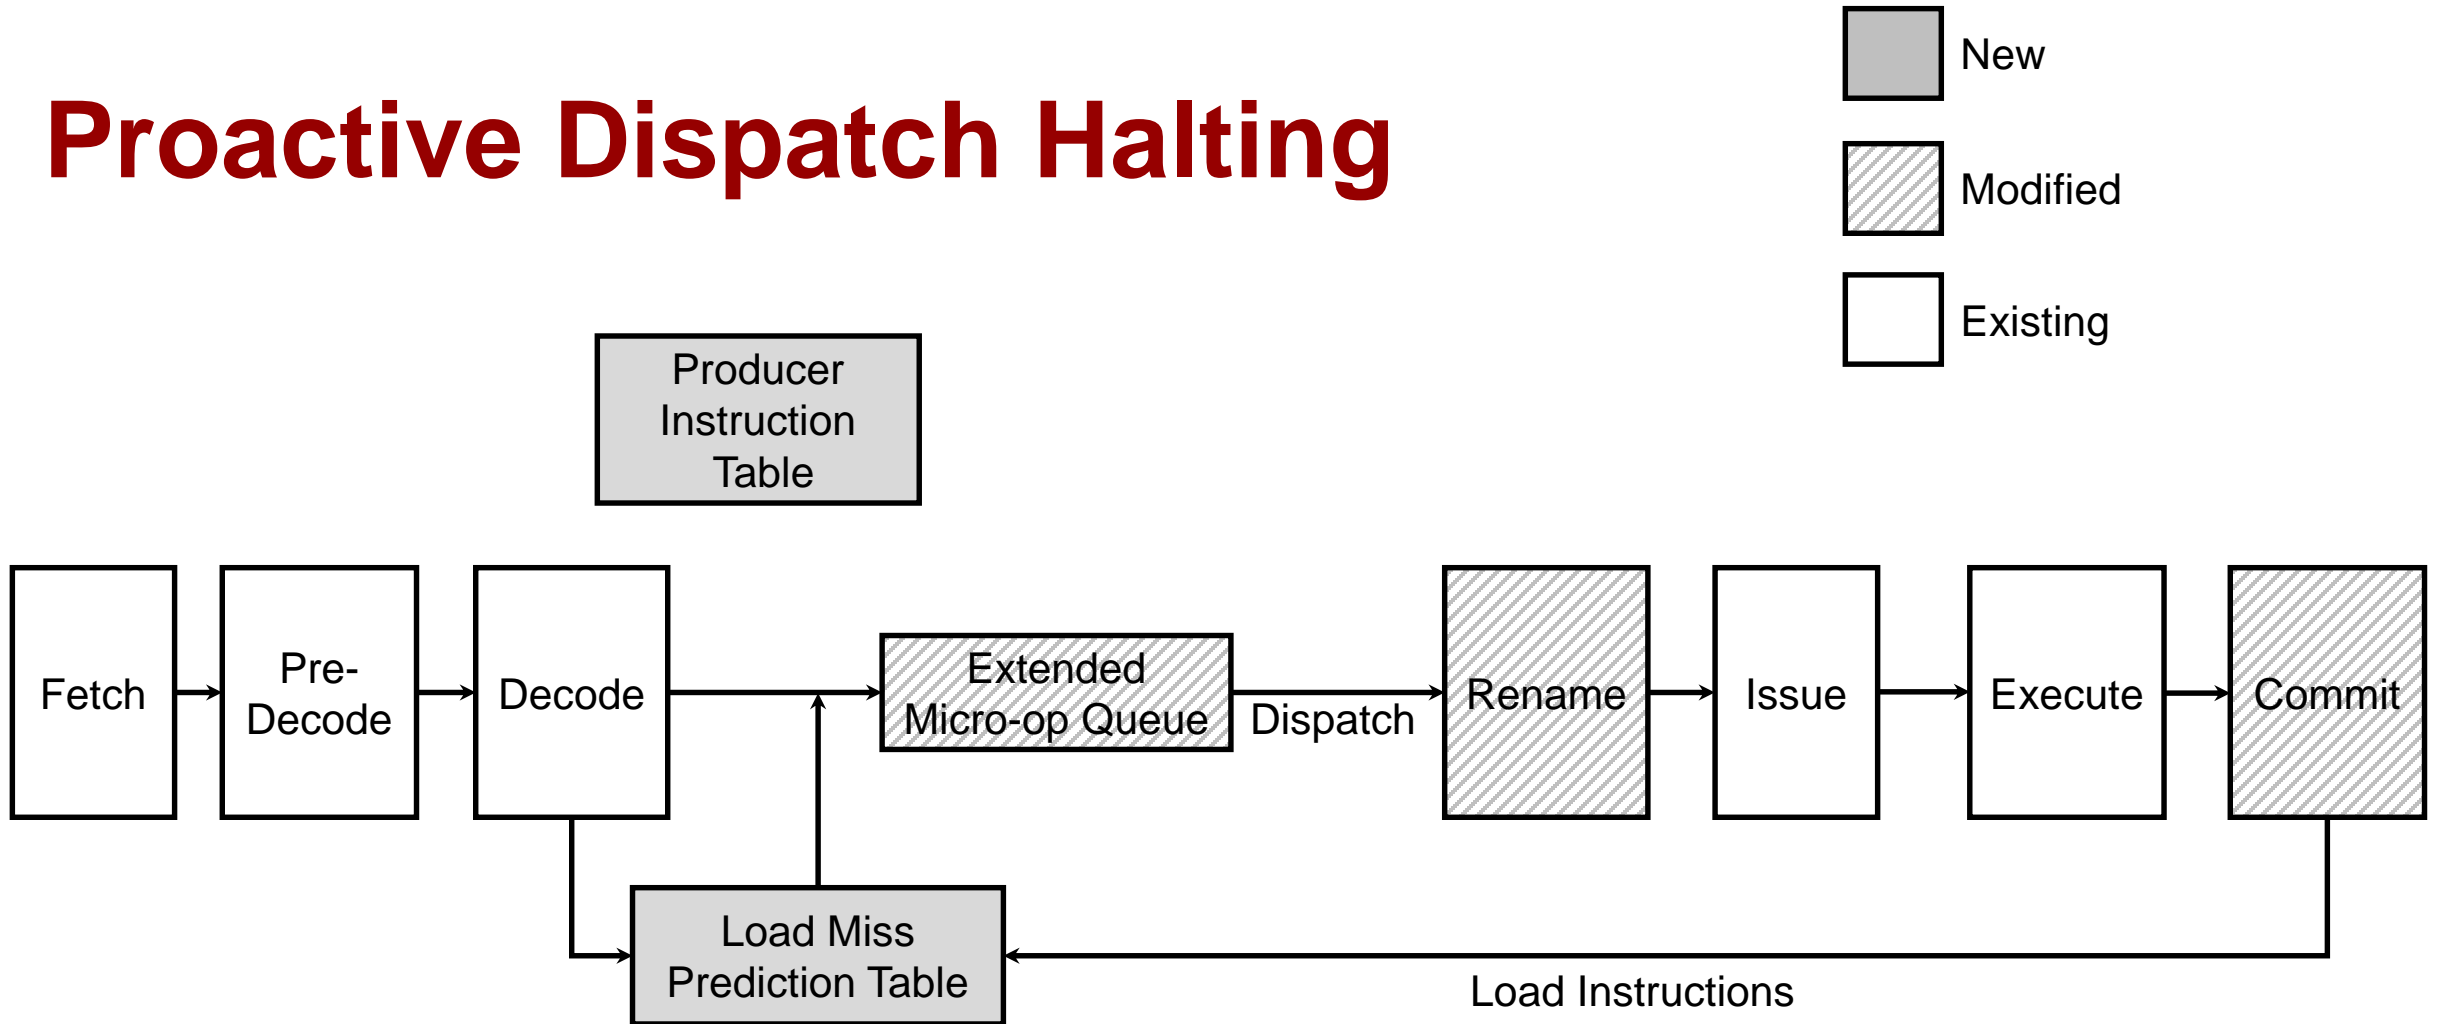 New
Proactive Dispatch Halting
Modified
Existing
Producer
Instruction
Table
Fetch
Pre-
Decode
Decode
Extended
Micro-op Queue
Dispatch
Rename
Issue
Execute
Commit
Load Miss
Prediction Table
Load Instructions